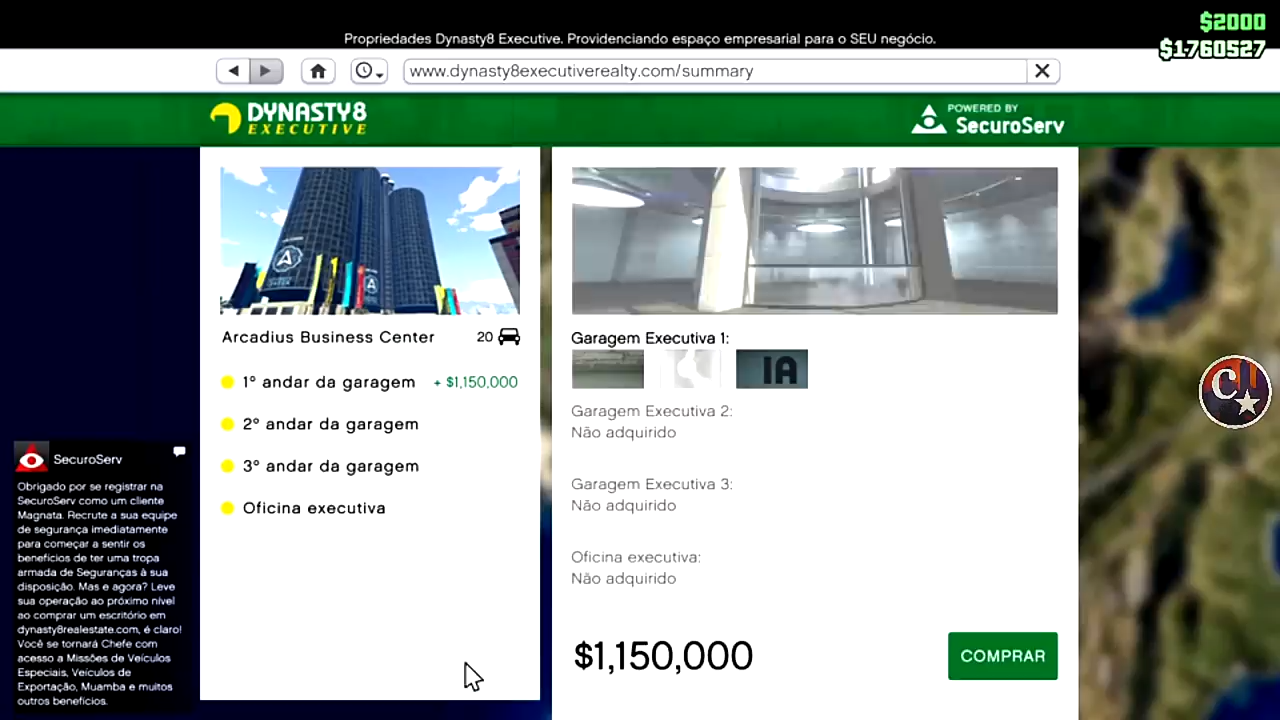 $2000
Propriedades Dynasty8 Executive. Providenciando espaço empresarial para o SEU negócio.
$1760527
www.dynasty8executiverealty.com/summary
DYNASTY8
EXECUTIVE
POWERED BY
SecuroServ
A
A
Arcadius Business Center 20
1º andar da garagem + $1,150,000
2º andar da garagem
3º andar da garagem
Oficina executiva
Garagem Executiva 1:
IA
Garagem Executiva 2:
Não adquirido
Garagem Executiva 3:
Não adquirido
Oficina executiva:
Não adquirido
$1,150,000
COMPRAR
SecuroServ
Obrigado por se registrar na
SecuroServ como um cliente
Magnata. Recrute a sua equipe
de segurança imediatamente
para começar a sentir os
benefícios de ter uma tropa
armada de Seguranças à sua
disposição. Mas e agora? Leve
sua operação ao próximo nível
ao comprar um escritório em
dynasty8realestate.com, é claro!
Você se tornará Chefe com
acesso a Missões de Veículos
Especiais, Veículos de
Exportação, Muamba e muitos
outros benefícios.
C